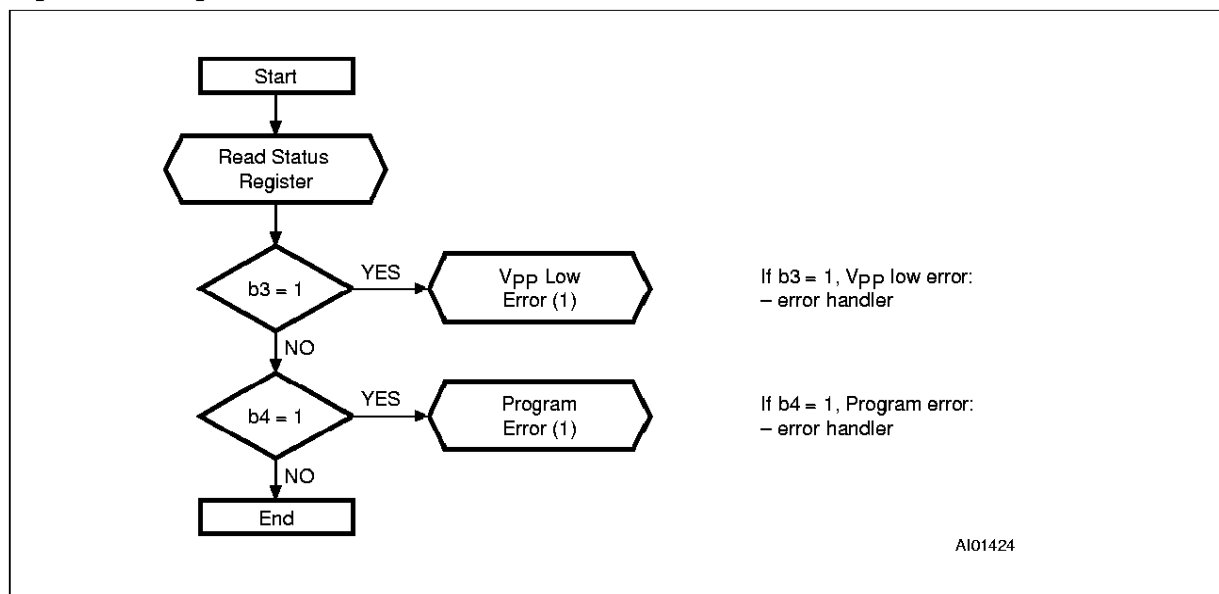 Start
Read Status
Register
b3 = 1
YES
VPP Low
Error (1)
If b3 = 1, VPP low error:
– error handler
NO
b4 = 1
YES
Program
Error (1)
If b4 = 1, Program error:
– error handler
NO
End
AI01424